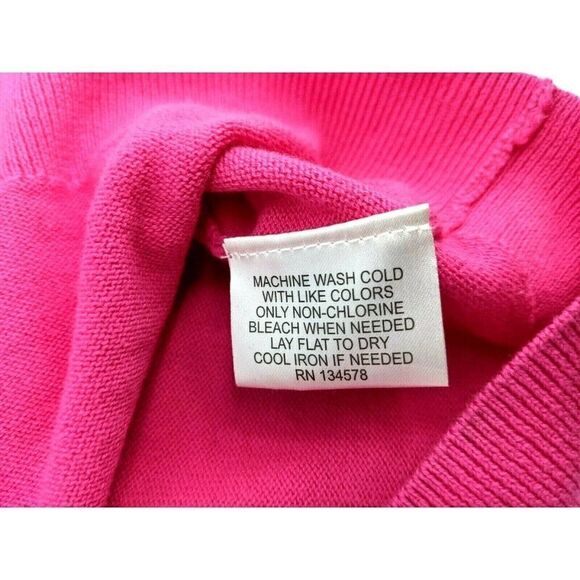 MACHINE WASH COLD
WITH LIKE COLORS
ONLY NON-CHLORINE
BLEACH WHEN NEEDED
LAY FLAT TO DRY
COOL IRON IF NEEDED
RN 134578